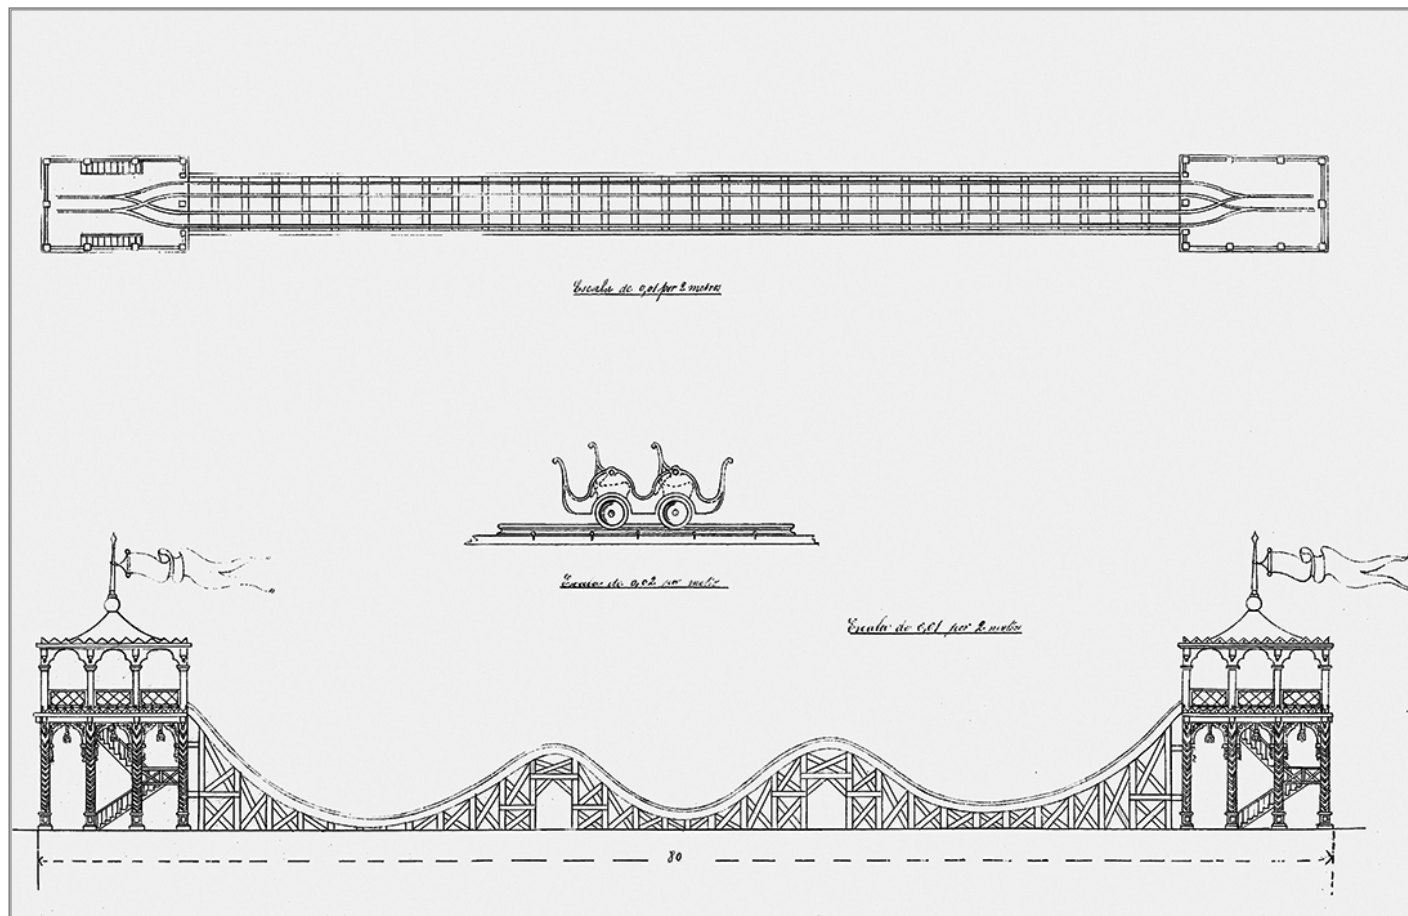 Escala de 0,01 por 2 metros
Escala de 0,02 por metro
Escala de 0,01 por 2 metros
80